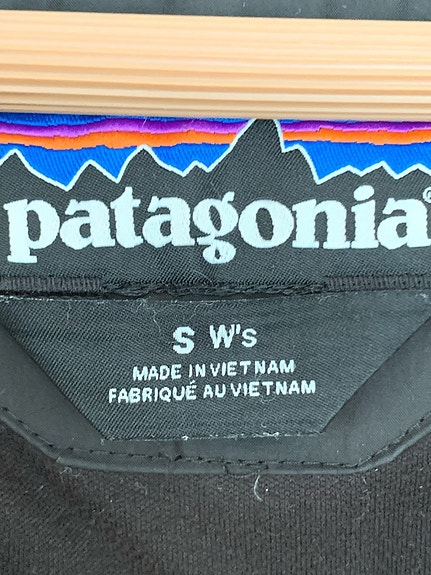 patagonia®
S W's
MADE IN VIETNAM
FABRIQUÉ AU VIETNAM